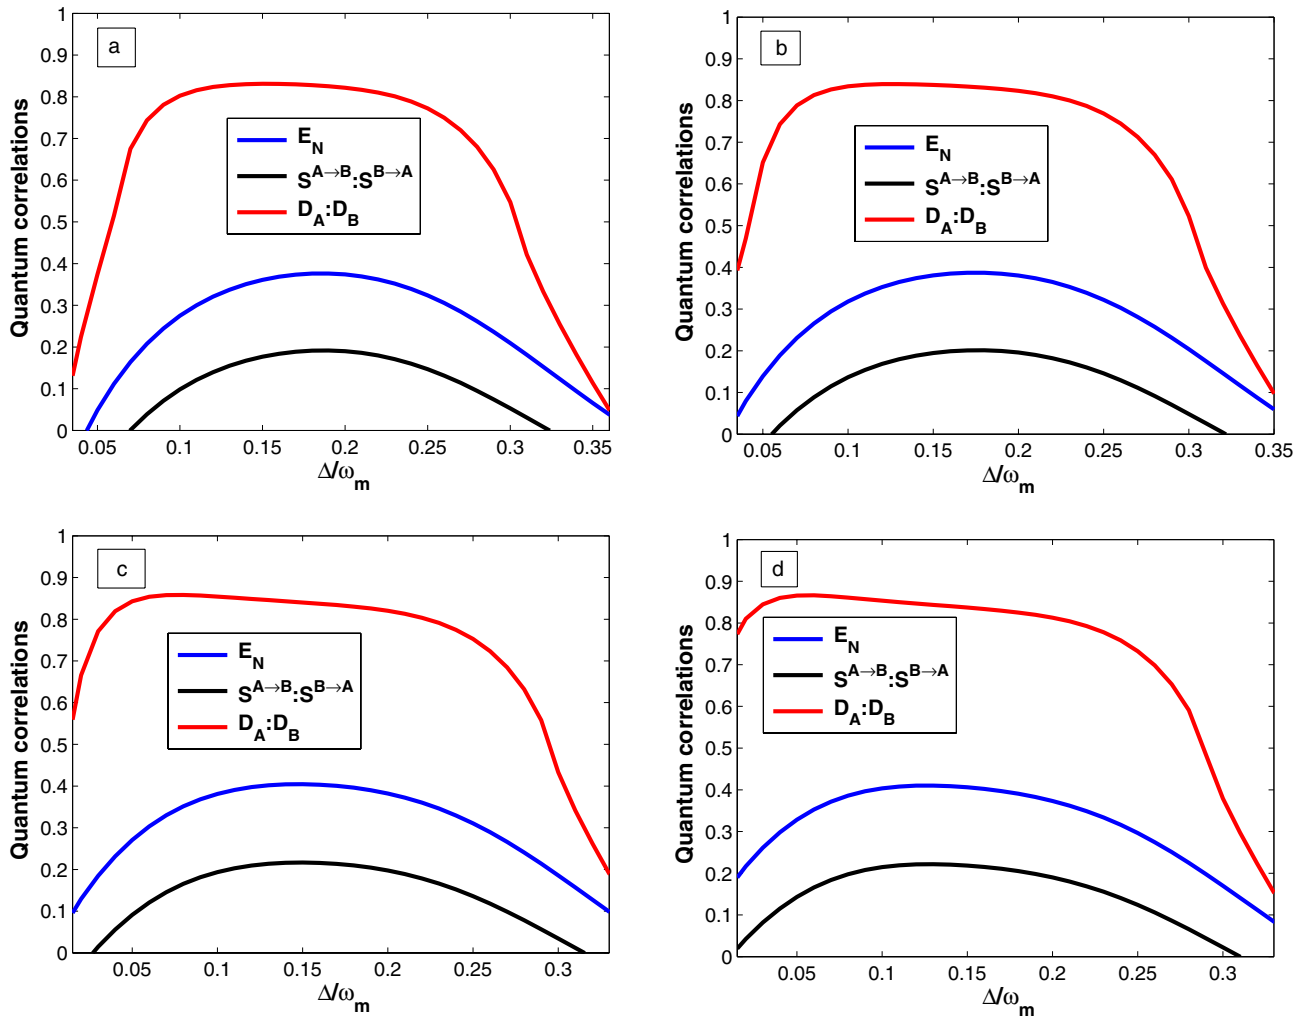 a
Quantum correlations
1
0.9
0.8
0.7
0.6
0.5
0.4
0.3
0.2
0.1
0
E_N
S^A→B:S^B→A
D_A:D_B
0.05 0.1 0.15 0.2 0.25 0.3 0.35
Δ/ω_m
b
Quantum correlations
1
0.9
0.8
0.7
0.6
0.5
0.4
0.3
0.2
0.1
0
E_N
S^A→B:S^B→A
D_A:D_B
0.05 0.1 0.15 0.2 0.25 0.3 0.35
Δ/ω_m
c
Quantum correlations
1
0.9
0.8
0.7
0.6
0.5
0.4
0.3
0.2
0.1
0
E_N
S^A→B:S^B→A
D_A:D_B
0.05 0.1 0.15 0.2 0.25 0.3
Δ/ω_m
d
Quantum correlations
1
0.9
0.8
0.7
0.6
0.5
0.4
0.3
0.2
0.1
0
E_N
S^A→B:S^B→A
D_A:D_B
0.05 0.1 0.15 0.2 0.25 0.3
Δ/ω_m